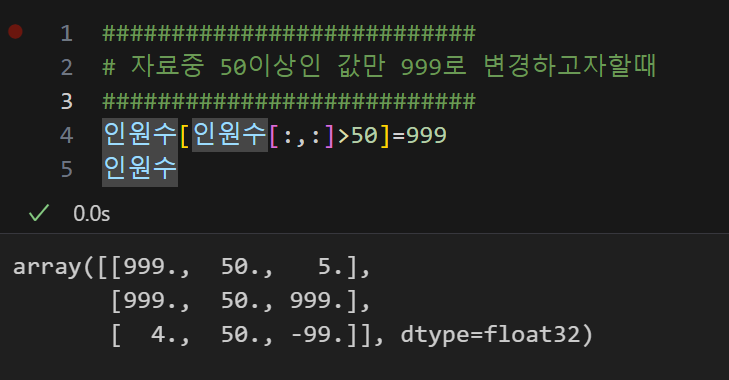 1 ###########################
2 # 자료중 50이상인 값만 999로 변경하고자할때
3 ###########################
4 인원수[인원수[:,:]>50]=999
5 인원수
✓ 0.0s
array([[999.,  50.,   5.],
       [999.,  50., 999.],
       [  4.,  50., -99.]], dtype=float32)